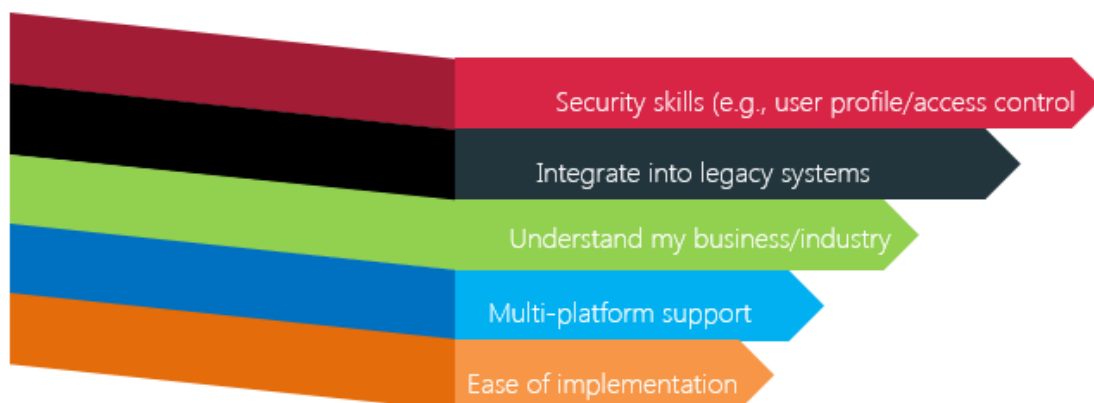 Security skills (e.g., user profile/access control
Integrate into legacy systems
Understand my business/industry
Multi-platform support
Ease of implementation